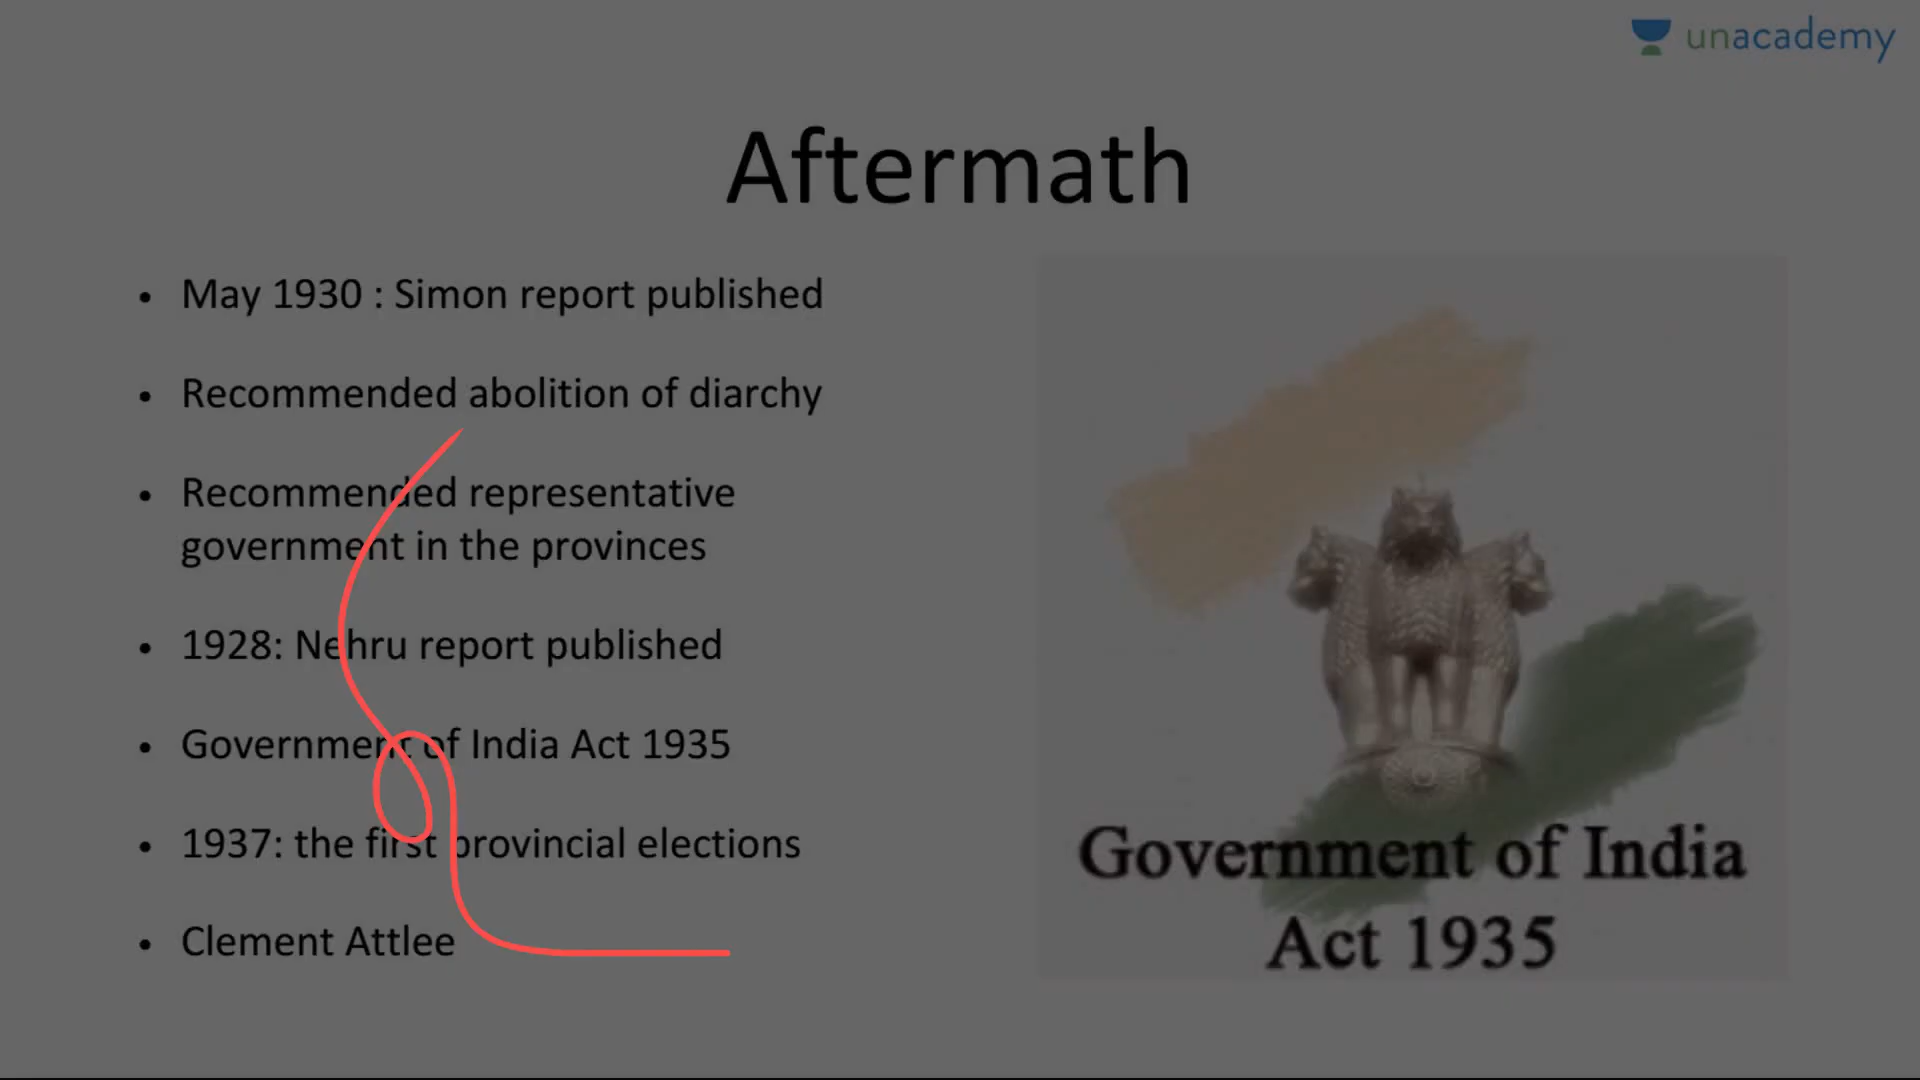 unacademy
Aftermath
• May 1930 : Simon report published
• Recommended abolition of diarchy
• Recommended representative
government in the provinces
• 1928: Nehru report published
• Government of India Act 1935
• 1937: the first provincial elections
• Clement Attlee
Government of India
Act 1935